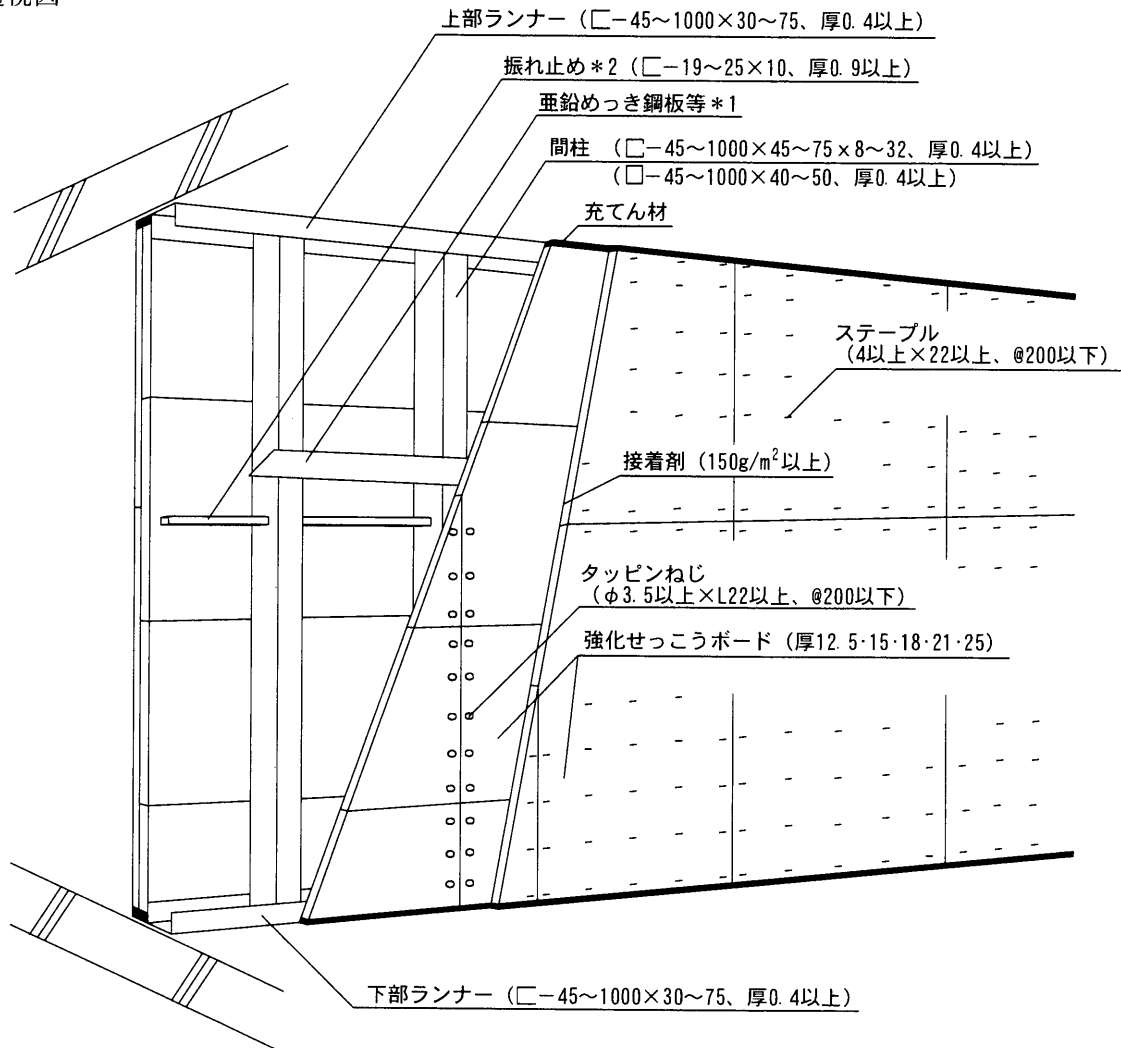 上部ランナー（⊏−45〜1000×30〜75、厚0.4以上）
振れ止め＊2（⊏−19〜25×10、厚0.9以上）
亜鉛めっき鋼板等＊1
間柱 （⊏−45〜1000×45〜75×8〜32、厚0.4以上）
（□−45〜1000×40〜50、厚0.4以上）
充てん材
ステープル
（4以上×22以上、@200以下）
接着剤（150g/m²以上）
タッピンねじ
（φ3.5以上×L22以上、@200以下）
強化せっこうボード（厚12.5·15·18·21·25）
下部ランナー（⊏−45〜1000×30〜75、厚0.4以上）